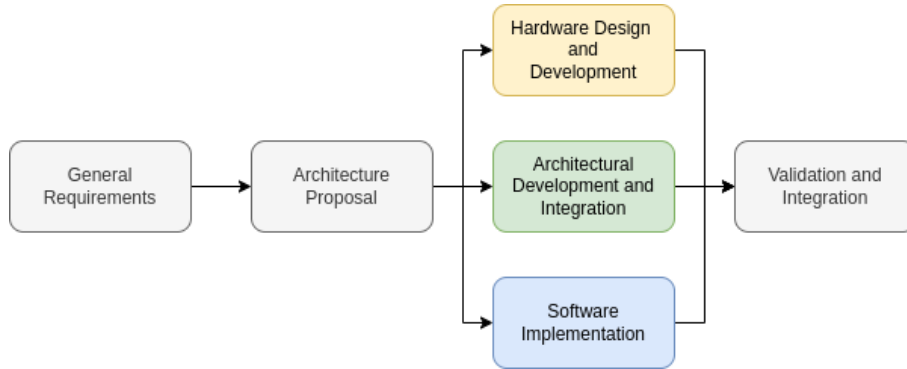 General
Requirements
Architecture
Proposal
Hardware Design
and
Development
Architectural
Development and
Integration
Software
Implementation
Validation and
Integration